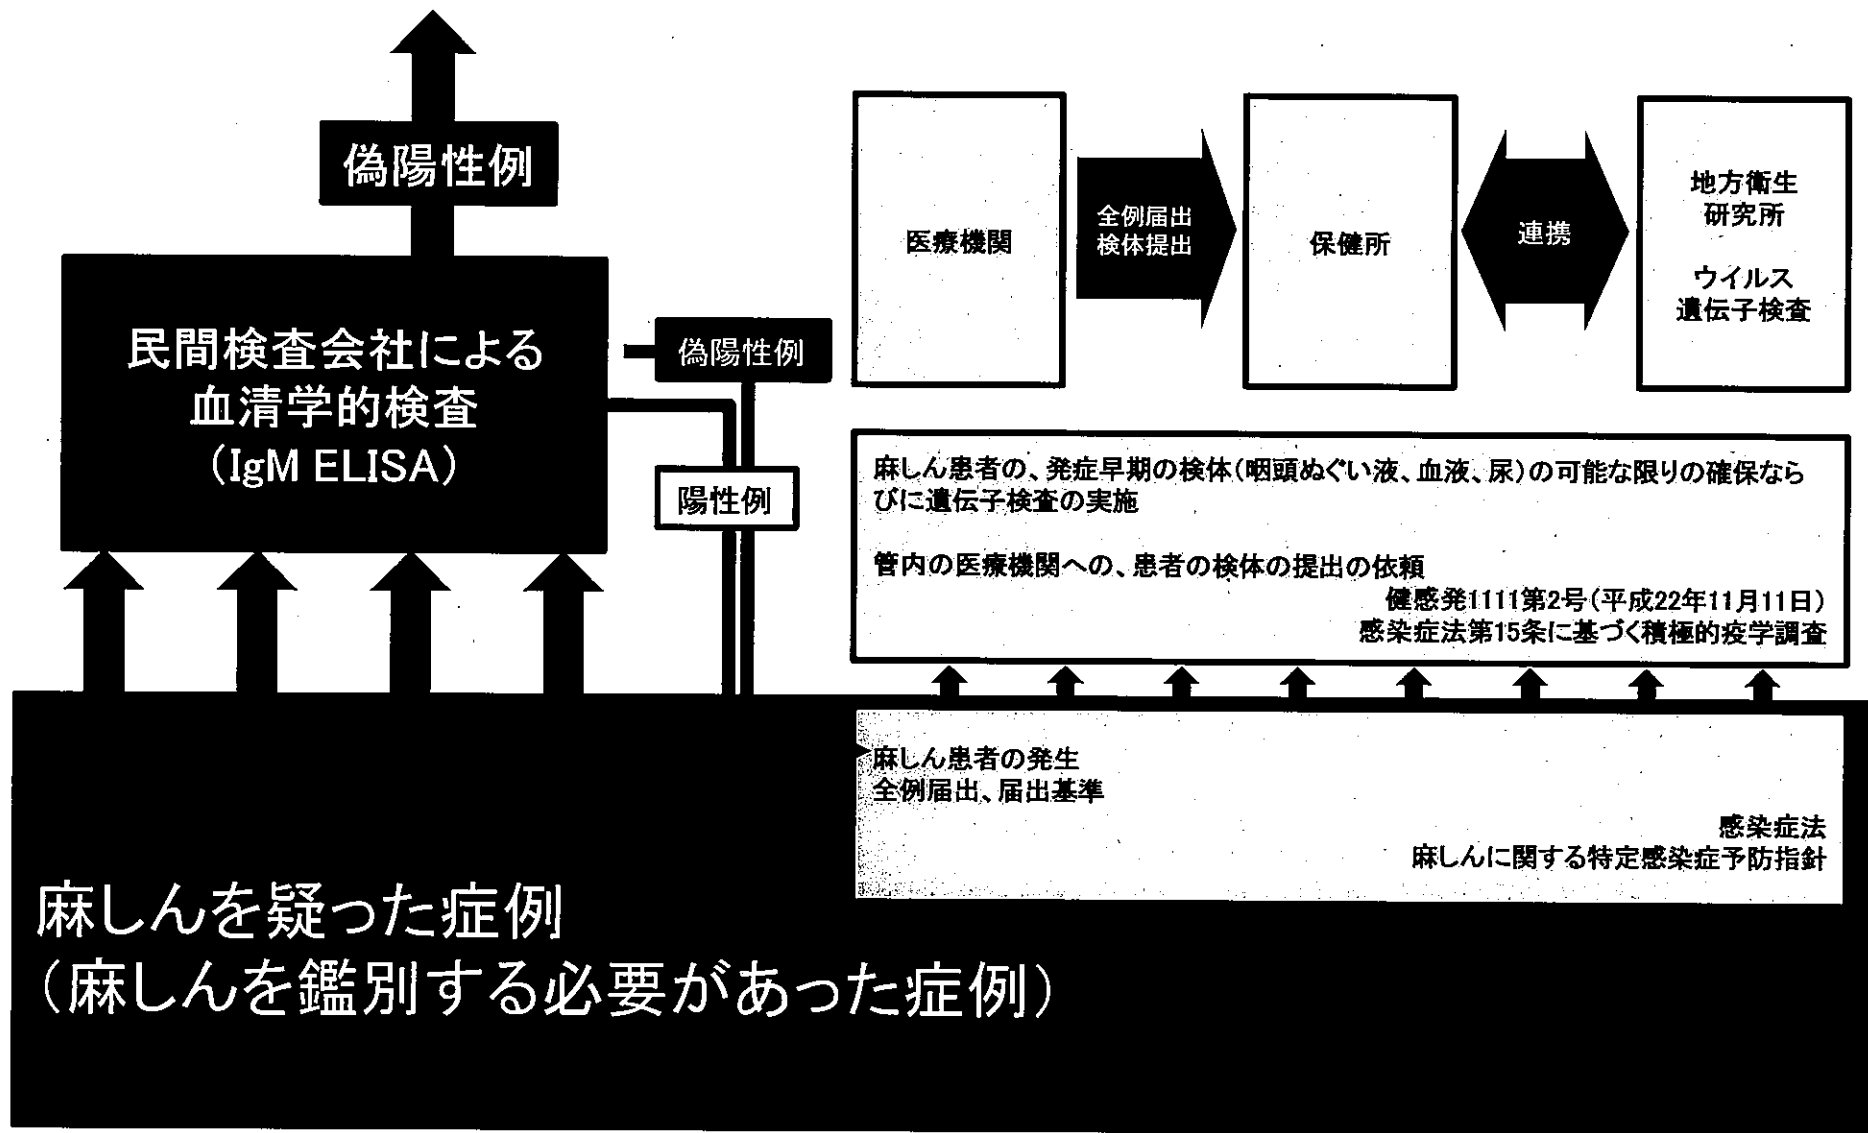 偽陽性例
民間検査会社による
血清学的検査
（IgM ELISA）
偽陽性例
陽性例
医療機関
全例届出
検体提出
保健所
連携
地方衛生
研究所
ウイルス
遺伝子検査
麻しん患者の、発症早期の検体（咽頭ぬぐい液、血液、尿）の可能な限りの確保なら
びに遺伝子検査の実施
管内の医療機関への、患者の検体の提出の依頼
健感発1111第2号（平成22年11月11日）
感染症法第15条に基づく積極的疫学調査
麻しん患者の発生
全例届出、届出基準
感染症法
麻しんに関する特定感染症予防指針
麻しんを疑った症例
（麻しんを鑑別する必要があった症例）